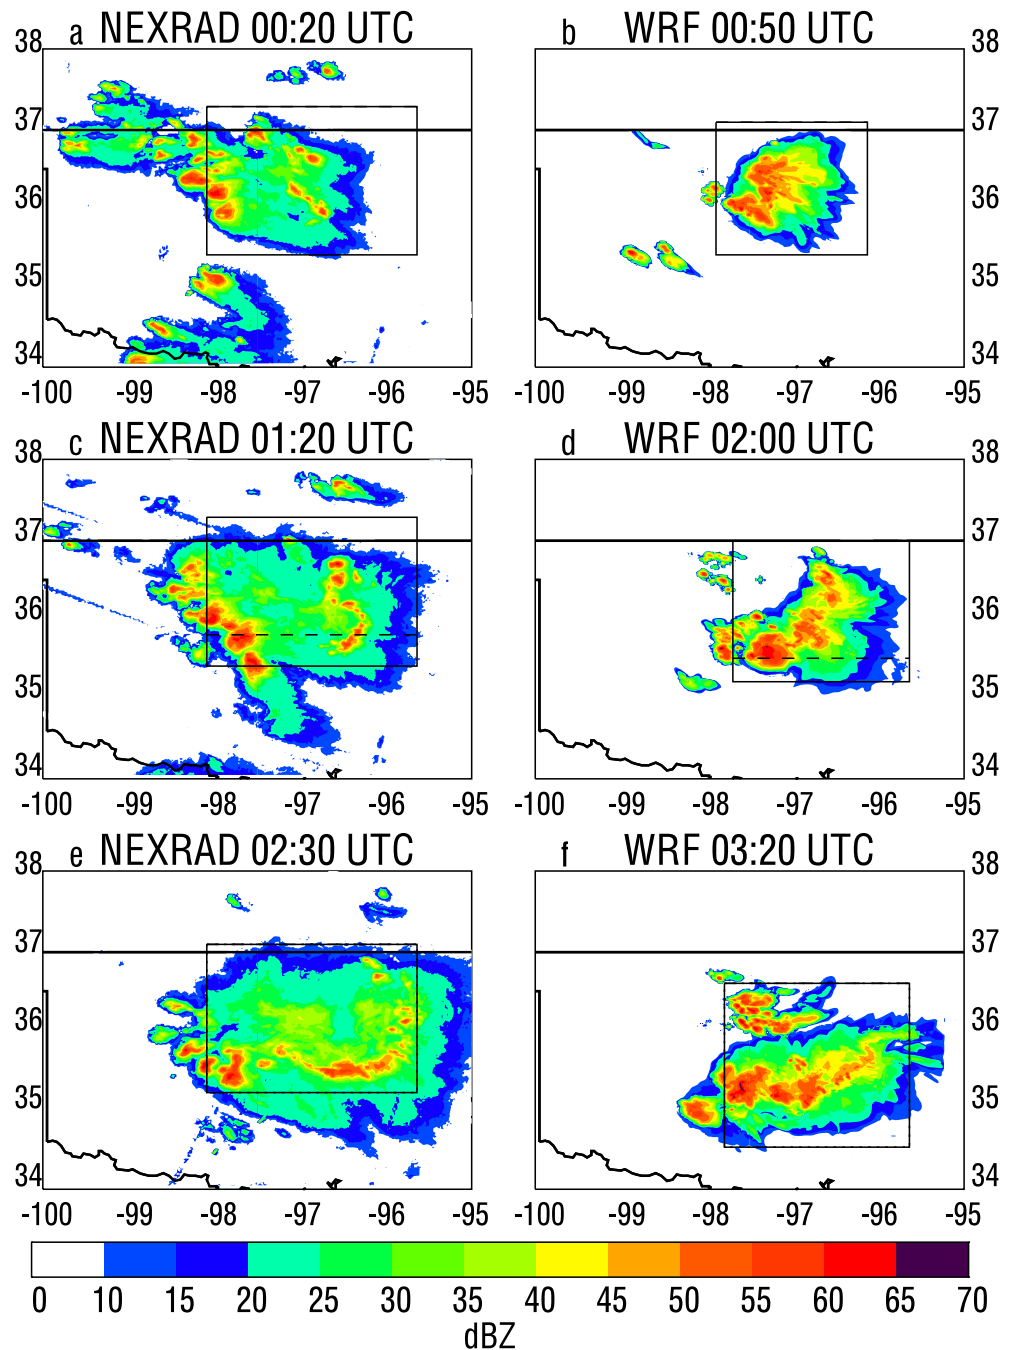 a NEXRAD 00:20 UTC
b WRF 00:50 UTC
38
37
36
35
34
38
37
36
35
34
-100 -99 -98 -97 -96 -95
-100 -99 -98 -97 -96 -95
c NEXRAD 01:20 UTC
d WRF 02:00 UTC
38
37
36
35
34
38
37
36
35
34
-100 -99 -98 -97 -96 -95
-100 -99 -98 -97 -96 -95
e NEXRAD 02:30 UTC
f WRF 03:20 UTC
38
37
36
35
34
38
37
36
35
34
-100 -99 -98 -97 -96 -95
-100 -99 -98 -97 -96 -95
0 10 15 20 25 30 35 40 45 50 55 60 65 70
dBZ